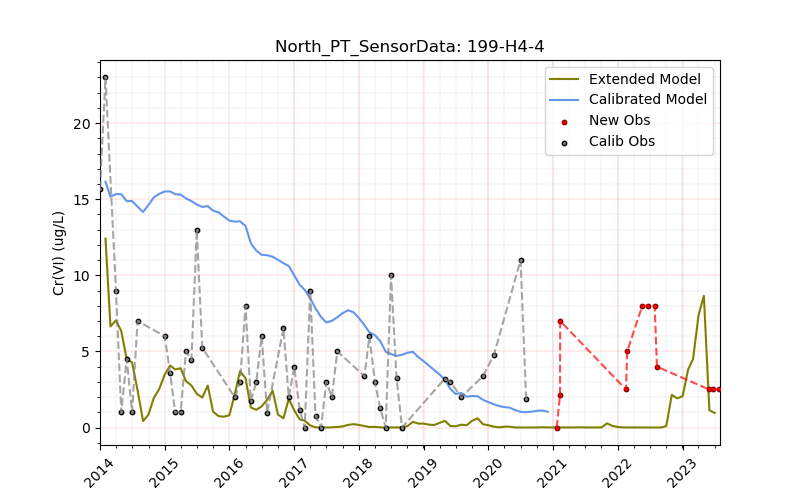 North_PT_SensorData: 199-H4-4
Extended Model
Calibrated Model
New Obs
Calib Obs
Cr(VI) (ug/L)
20
15
10
5
0
2014 2015 2016 2017 2018 2019 2020 2021 2022 2023